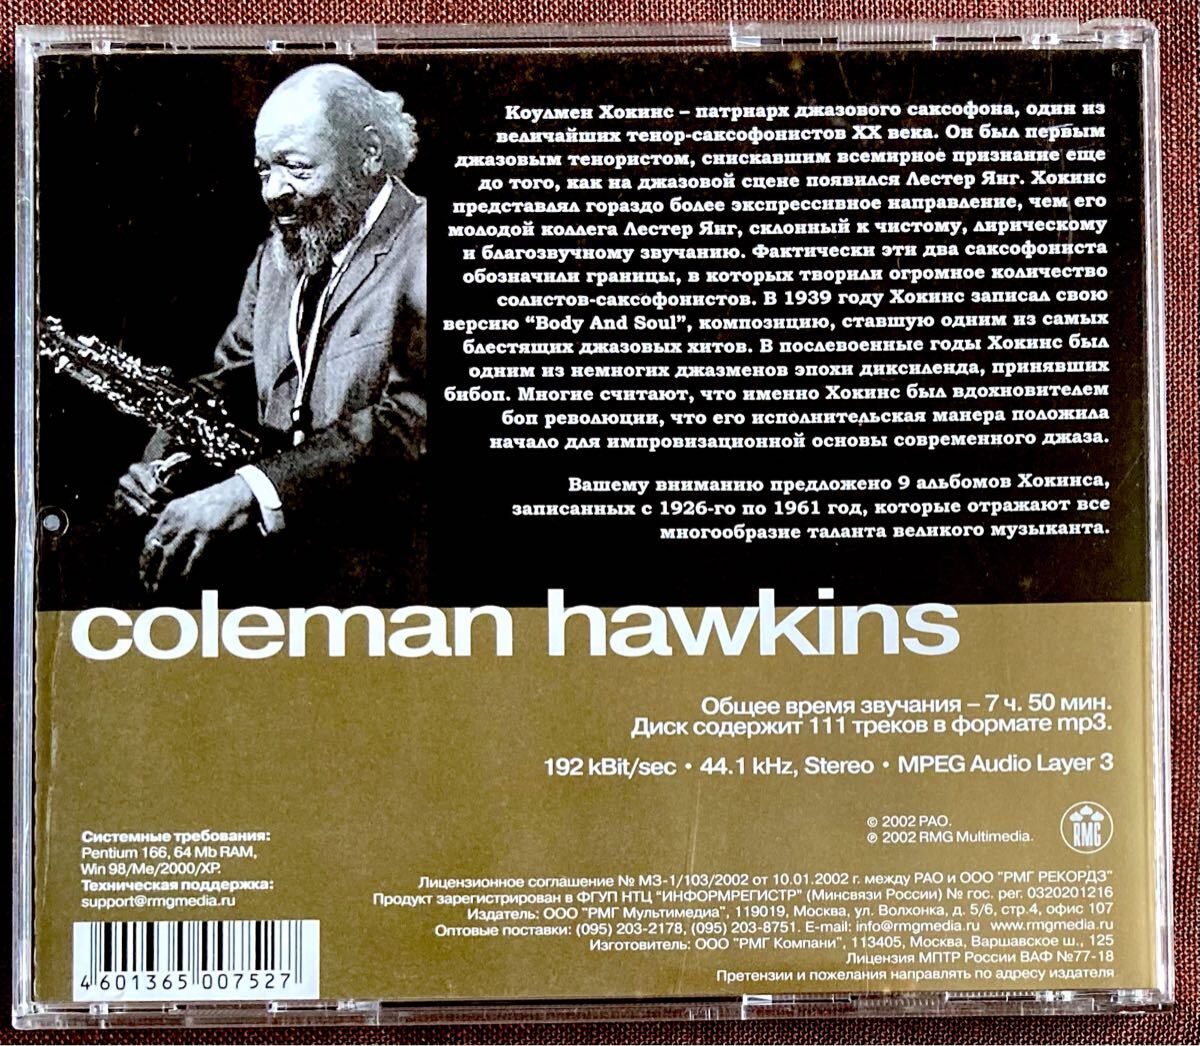 Коулмен Хокинс – патриарх джазового саксофона, один из
величайших тенор-саксофонистов XX века. Он был первым
джазовым тенористом, снискавшим всемирное признание еще
до того, как на джазовой сцене появился Лестер Янг. Хокинс
представлял гораздо более экспрессивное направление, чем его
молодой коллега Лестер Янг, склонный к чистому, лирическому
и благозвучному звучанию. Фактически эти два саксофониста
обозначили границы, в которых творили огромное количество
солистов-саксофонистов. В 1939 году Хокинс записал свою
версию “Body And Soul”, композицию, ставшую одним из самых
блестящих джазовых хитов. В послевоенные годы Хокинс был
одним из немногих джазменов эпохи диксиленда, принявших
бибоп. Многие считают, что именно Хокинс был вдохновителем
боп революции, что его исполнительская манера положила
начало для импровизационной основы современного джаза.
Вашему вниманию предложено 9 альбомов Хокинса,
записанных с 1926-го по 1961 год, которые отражают все
многообразие таланта великого музыканта.
coleman hawkins
Общее время звучания – 7 ч. 50 мин.
Диск содержит 111 треков в формате mp3.
192 kBit/sec • 44.1 kHz, Stereo • MPEG Audio Layer 3
© 2002 РАО.
℗ 2002 RMG Multimedia.
RMG
Системные требования:
Pentium 166, 64 Mb RAM,
Win 98/Me/2000/XP.
Техническая поддержка:
support@rmgmedia.ru
Лицензионное соглашение № МЗ-1/103/2002 от 10.01.2002 г. между РАО и ООО "РМГ РЕКОРДЗ"
Продукт зарегистрирован в ФГУП НТЦ "ИНФОРМРЕГИСТР" (Минсвязи России) № гос. рег. 0320201216
Издатель: ООО "РМГ Мультимедиа", 119019, Москва, ул. Волхонка, д. 5/6, стр.4, офис 107
Оптовые поставки: (095) 203-2178, (095) 203-8751. E-mail: info@rmgmedia.ru www.rmgmedia.ru
Изготовитель: ООО "РМГ Компани", 113405, Москва, Варшавское ш., 125
Лицензия МПТР России ВАФ №77-18
Претензии и пожелания направлять по адресу издателя
4 601365 007527